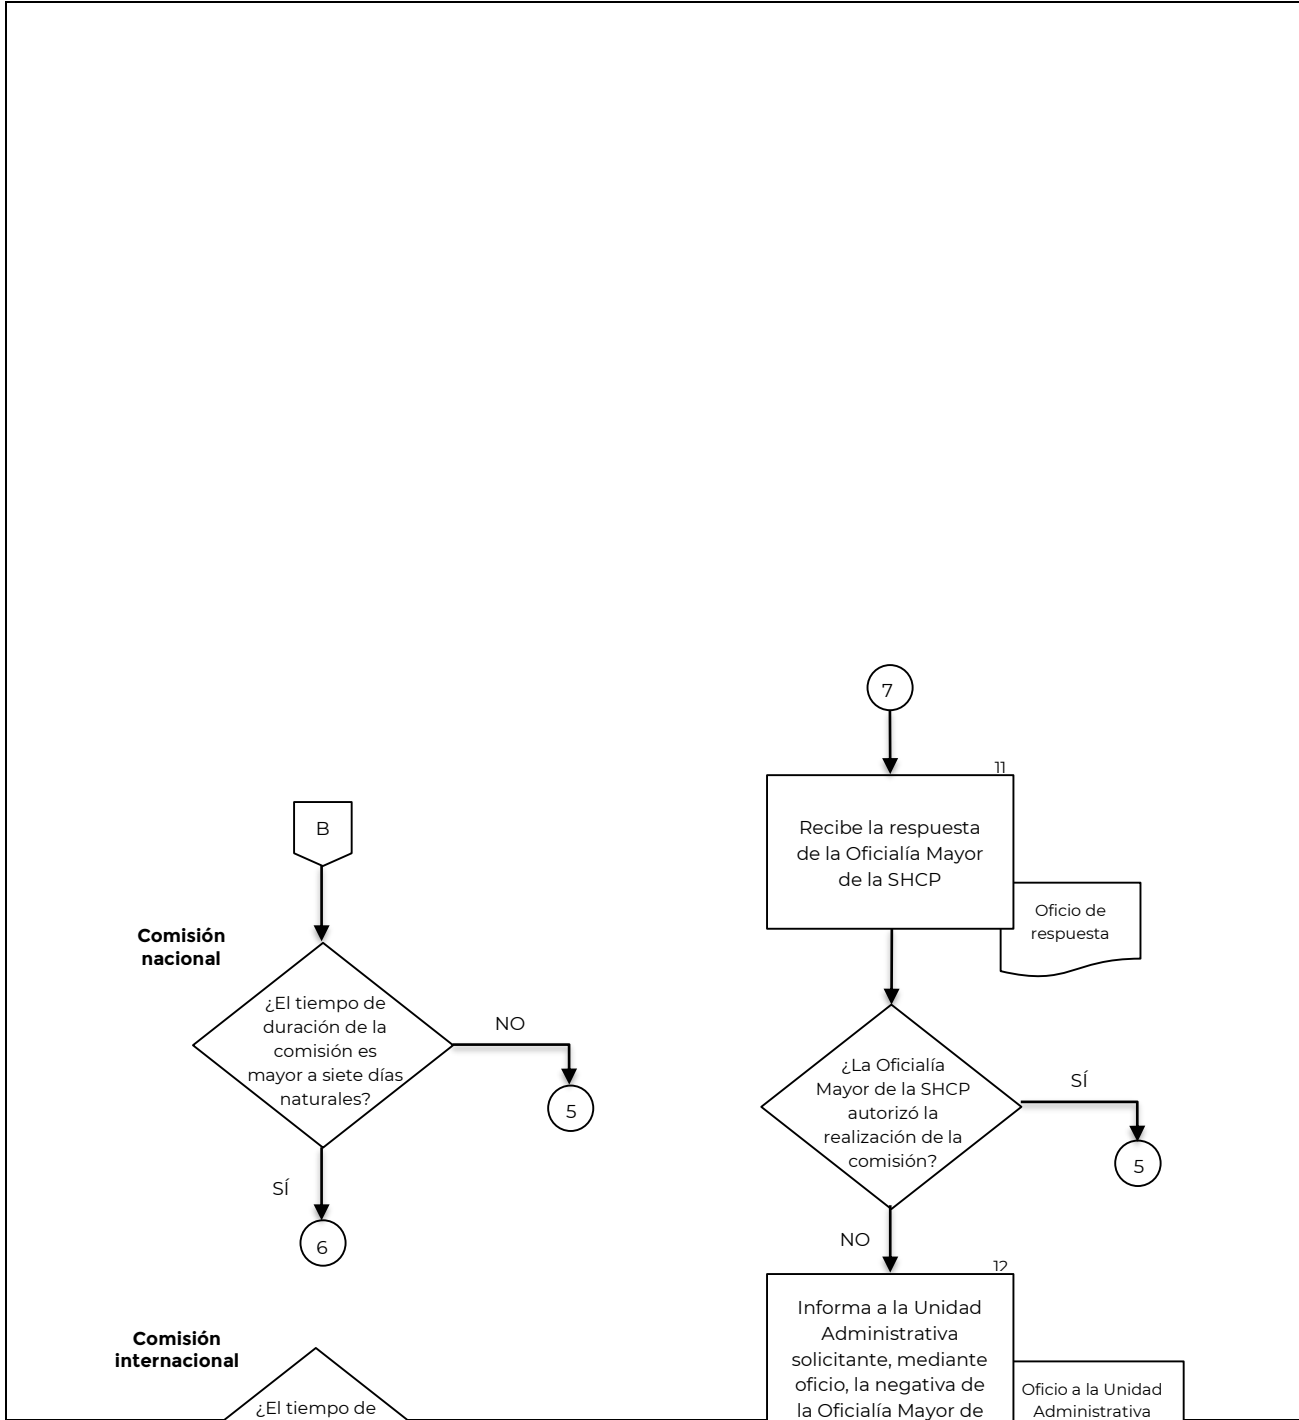 B
Comisión
nacional
¿El tiempo de
duración de la
comisión es
mayor a siete días
naturales?
NO
5
SÍ
6
Comisión
internacional
¿El tiempo de
7
11
Recibe la respuesta
de la Oficialía Mayor
de la SHCP
Oficio de
respuesta
¿La Oficialía
Mayor de la SHCP
autorizó la
realización de la
comisión?
SÍ
5
NO
12
Informa a la Unidad
Administrativa
solicitante, mediante
oficio, la negativa de
la Oficialía Mayor de
Oficio a la Unidad
Administrativa